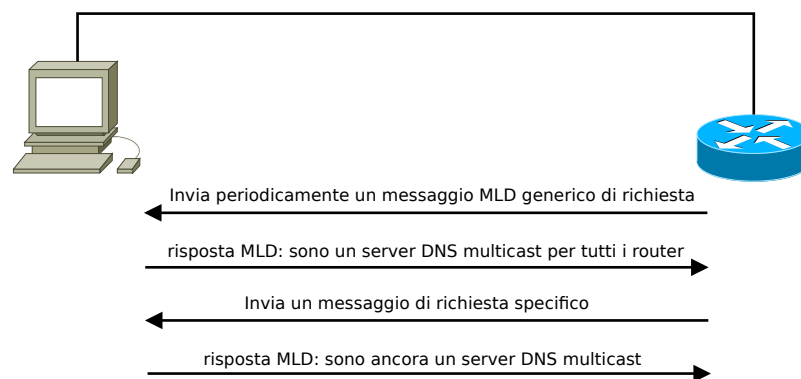 Invia periodicamente un messaggio MLD generico di richiesta
risposta MLD: sono un server DNS multicast per tutti i router
Invia un messaggio di richiesta specifico
risposta MLD: sono ancora un server DNS multicast